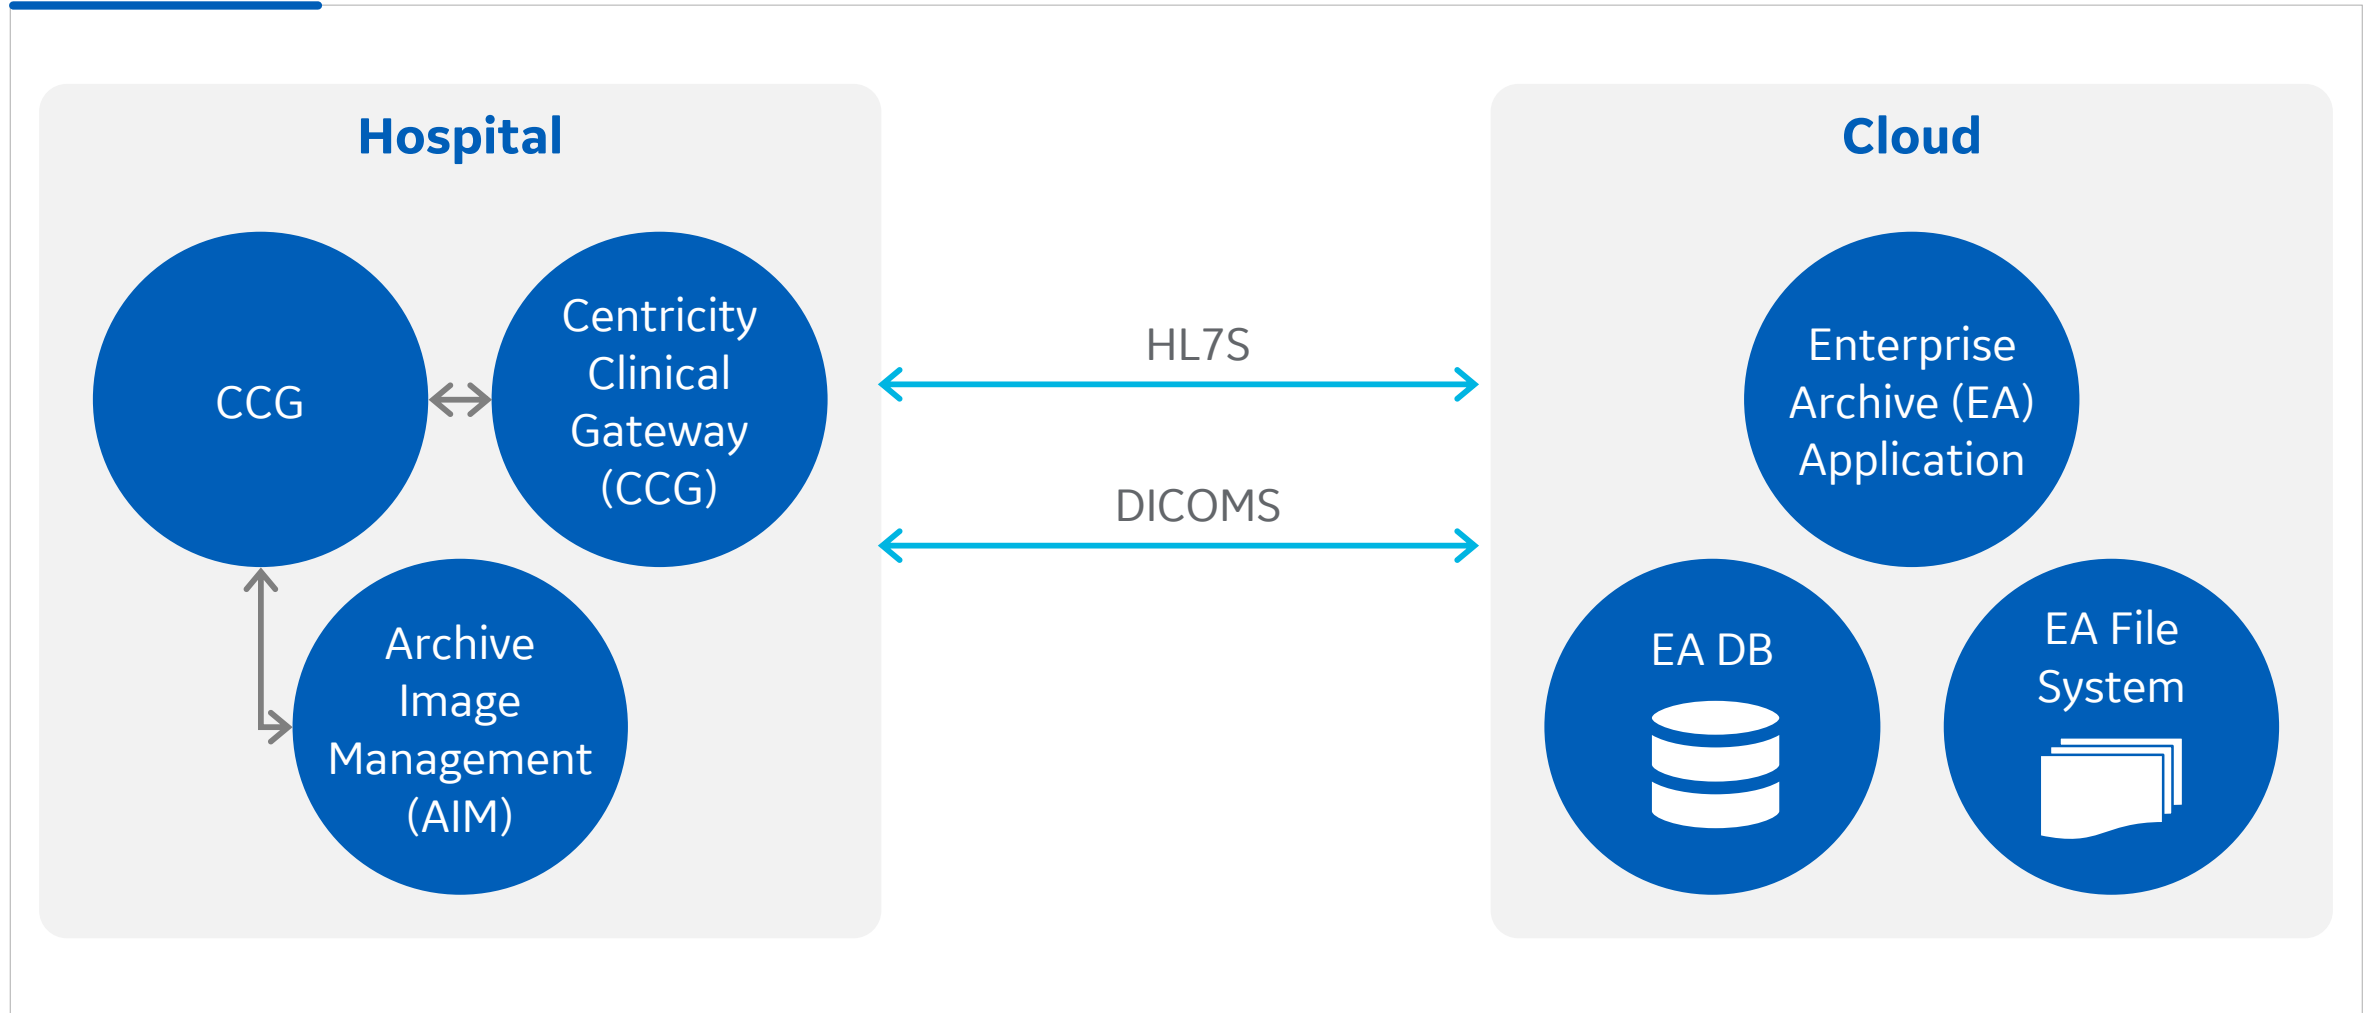 Hospital
CCG
Centricity
Clinical
Gateway
(CCG)
Archive
Image
Management
(AIM)
HL7S
DICOMS
Cloud
Enterprise
Archive (EA)
Application
EA DB
EA File
System